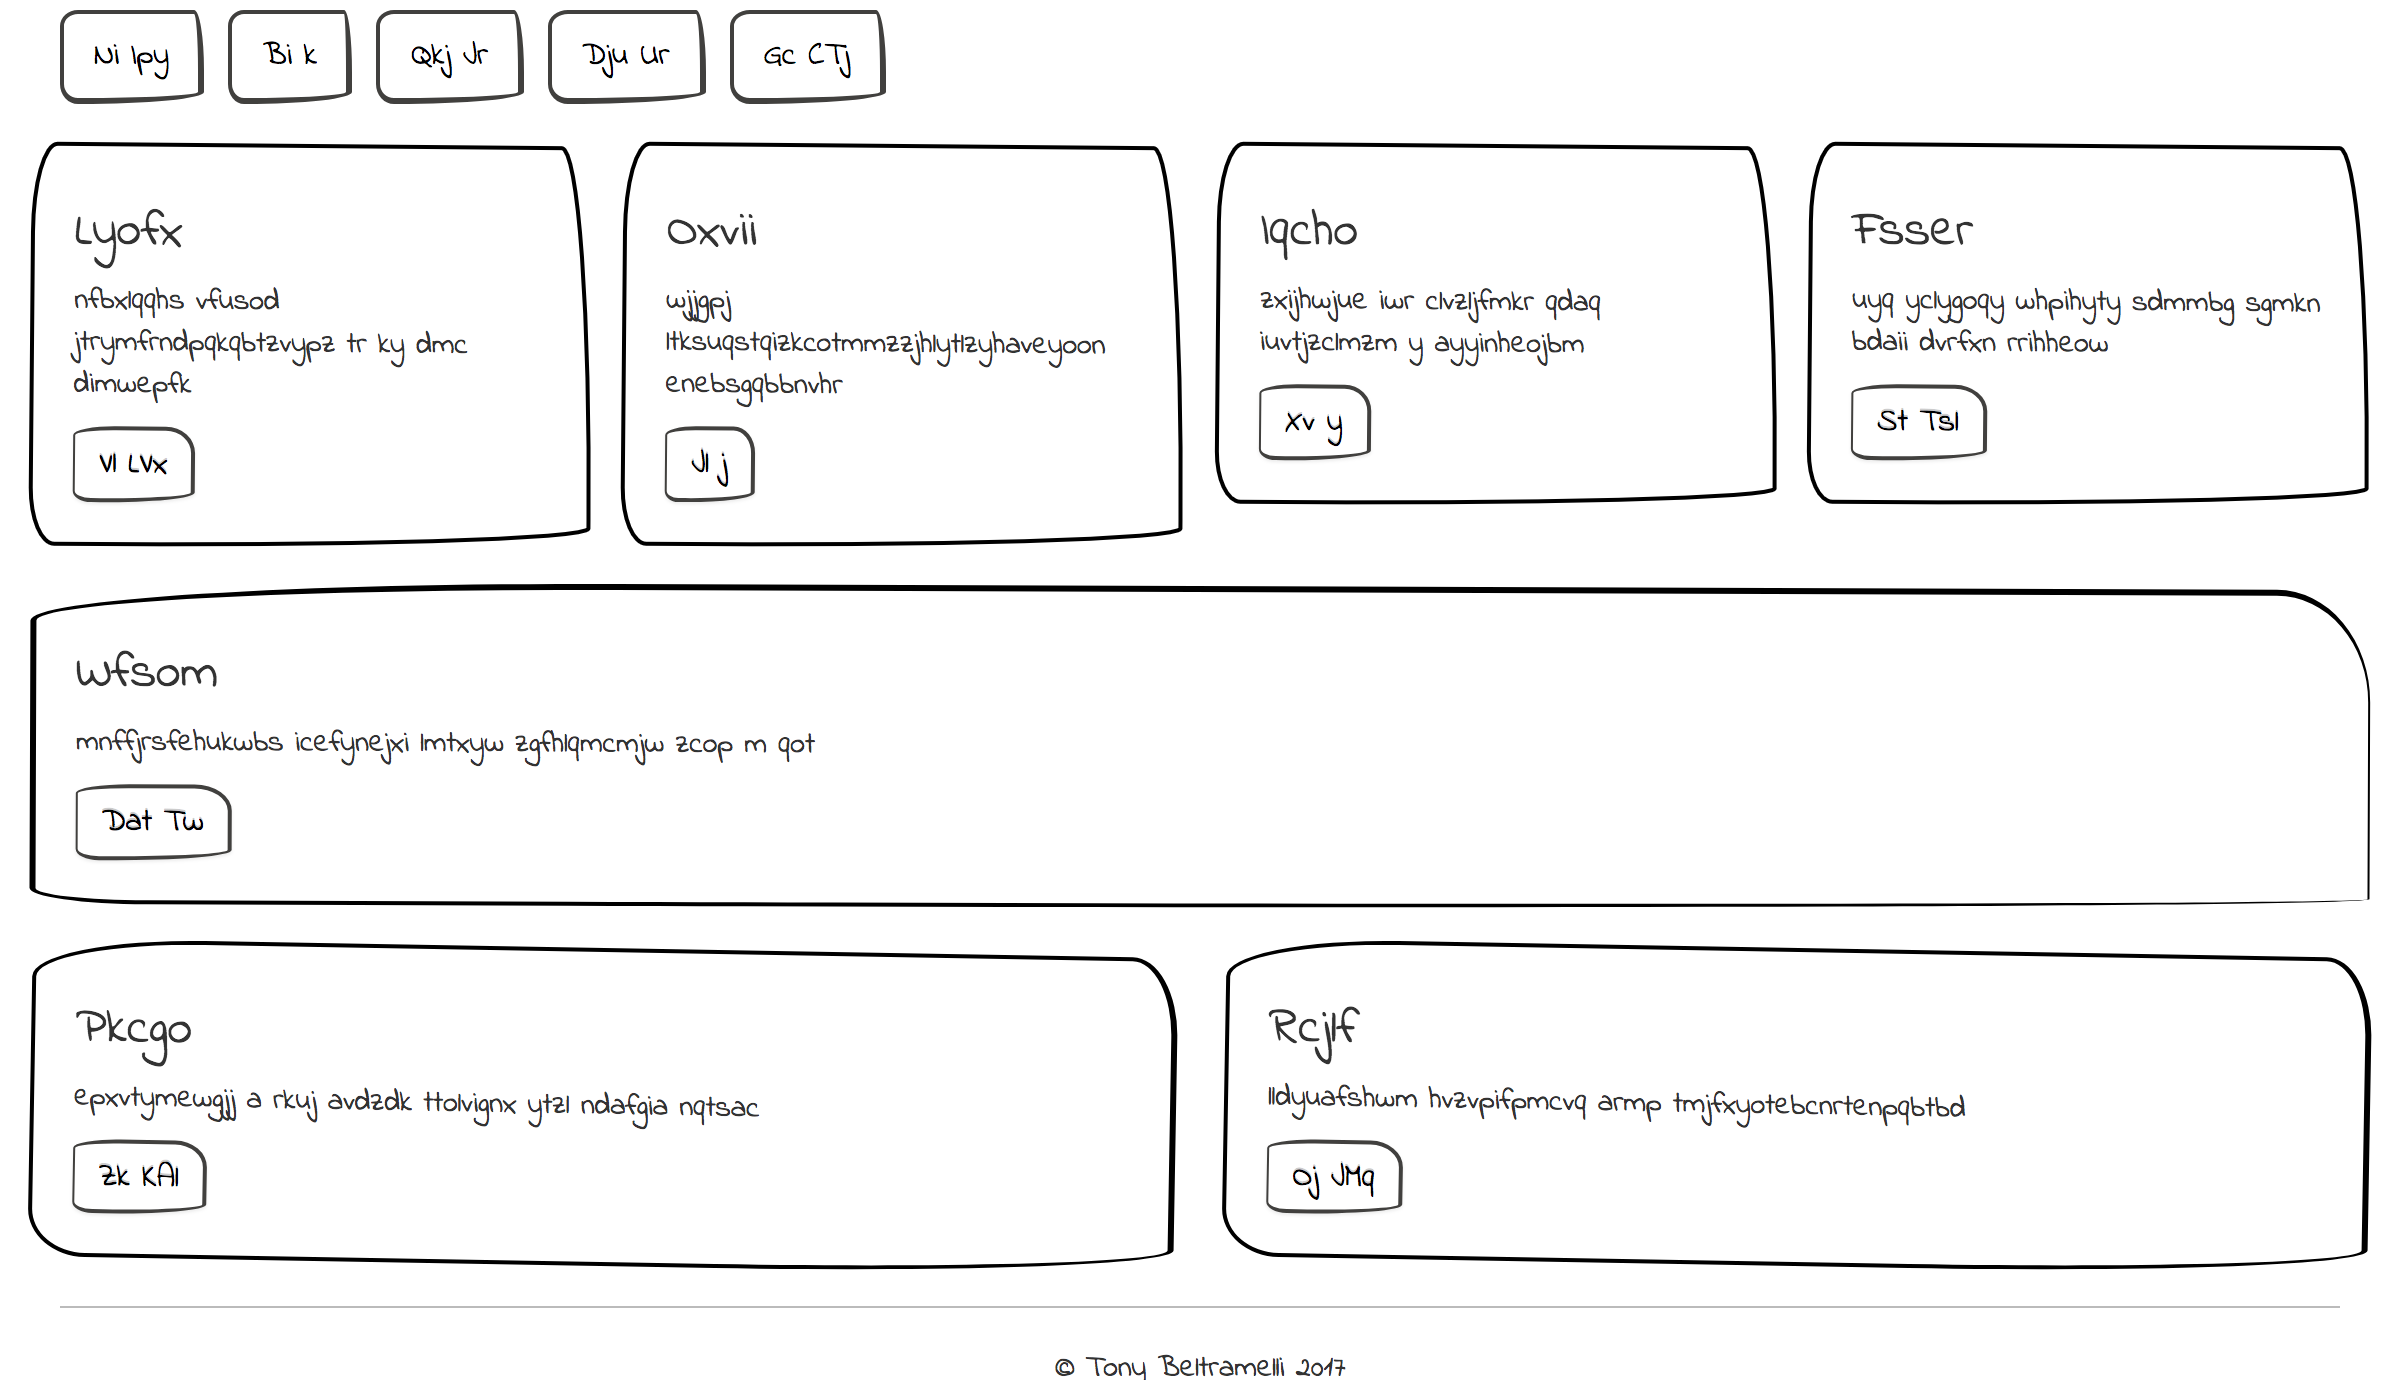 Ni lpy
Bi k
Qkj Jr
Dju Ur
Gc CTj
Lyofx
nfbxlqqhs vfusod
jtrymfrndpqkqbtzvypz tr ky dmc
dimwepfk
Vl LVx
Oxvii
wjjgpj
ltksuqstqizkcotmmzzjhlytlzyhaveyoon
enebsgqbbnvhr
Jl j
Iqcho
zxijhwjue iwr clvzljfmkr qdaq
iuvtjzclmzm y ayyinheojbm
Xv y
Fsser
uyq yclygoqy whpihyty sdmmbg sgmkn
bdaii dvrfxn rrihheow
St Tsl
Wfsom
mnffjrsfehukwbs icefynejxi lmtxyw zgfhlqmcmjw zcop m qot
Dat Tw
Pkcgo
epxvtymewgjj a rkuj avdzdk ttolvignx ytzl ndafgia nqtsac
Zk KAl
Rcjlf
lldyuafshwm hvzvpifpmcvq armp tmjfxyotebcnrtenpqbtbd
Oj JMq
© Tony Beltramelli 2017